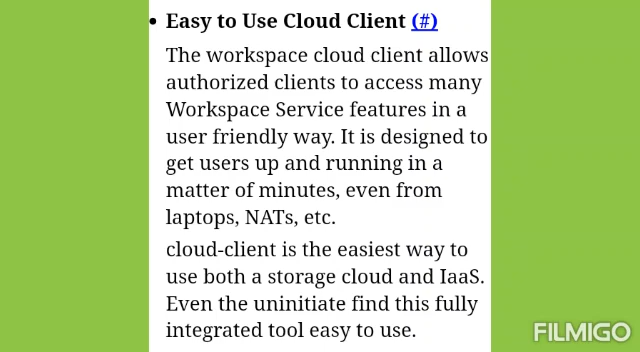 • Easy to Use Cloud Client (#)
The workspace cloud client allows
authorized clients to access many
Workspace Service features in a
user friendly way. It is designed to
get users up and running in a
matter of minutes, even from
laptops, NATs, etc.
cloud-client is the easiest way to
use both a storage cloud and IaaS.
Even the uninitiate find this fully
integrated tool easy to use.
FILMIGO